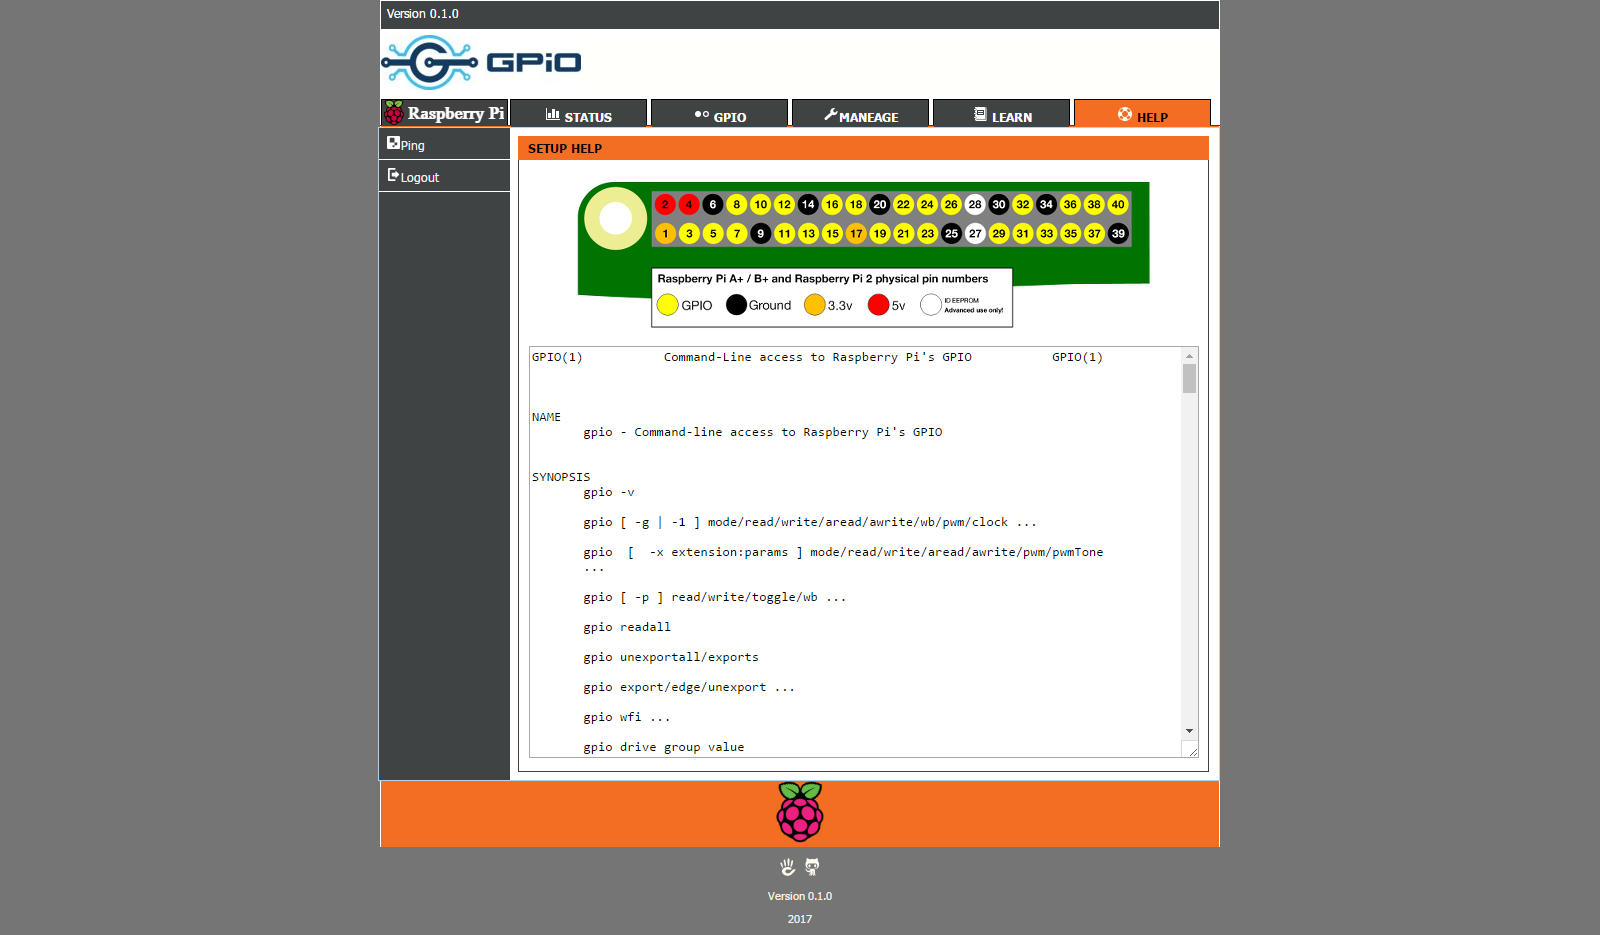 Version 0.1.0
GPiO
Raspberry Pi STATUS GPIO MANEAGE LEARN HELP
Ping
Logout
SETUP HELP
2 4 6 8 10 12 14 16 18 20 22 24 26 28 30 32 34 36 38 40
1 3 5 7 9 11 13 15 17 19 21 23 25 27 29 31 33 35 37 39
Raspberry Pi A+ / B+ and Raspberry Pi 2 physical pin numbers
GPIO Ground 3.3v 5v ID EEPROM
Advanced use only!
GPIO(1) Command-Line access to Raspberry Pi's GPIO GPIO(1)
NAME
gpio - Command-line access to Raspberry Pi's GPIO
SYNOPSIS
gpio -v
gpio [ -g | -1 ] mode/read/write/aread/awrite/wb/pwm/clock ...
gpio [ -x extension:params ] mode/read/write/aread/awrite/pwm/pwmTone
...
gpio [ -p ] read/write/toggle/wb ...
gpio readall
gpio unexportall/exports
gpio export/edge/unexport ...
gpio wfi ...
gpio drive group value
Version 0.1.0
2017